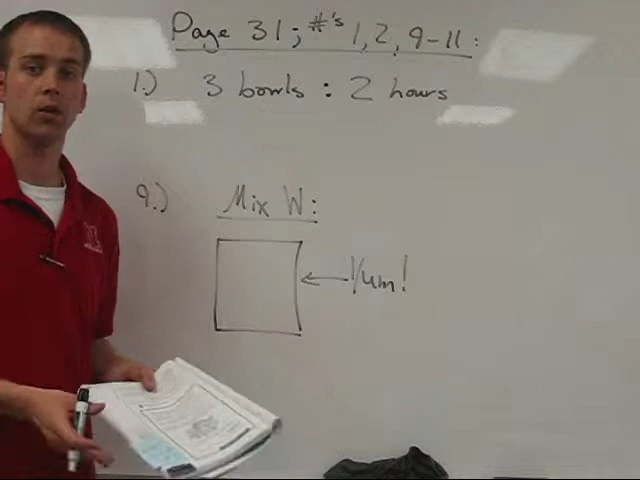 Page 31; #'s 1, 2, 9-11:
1.) 3 bowls : 2 hours
9.) Mix W:
Yum!